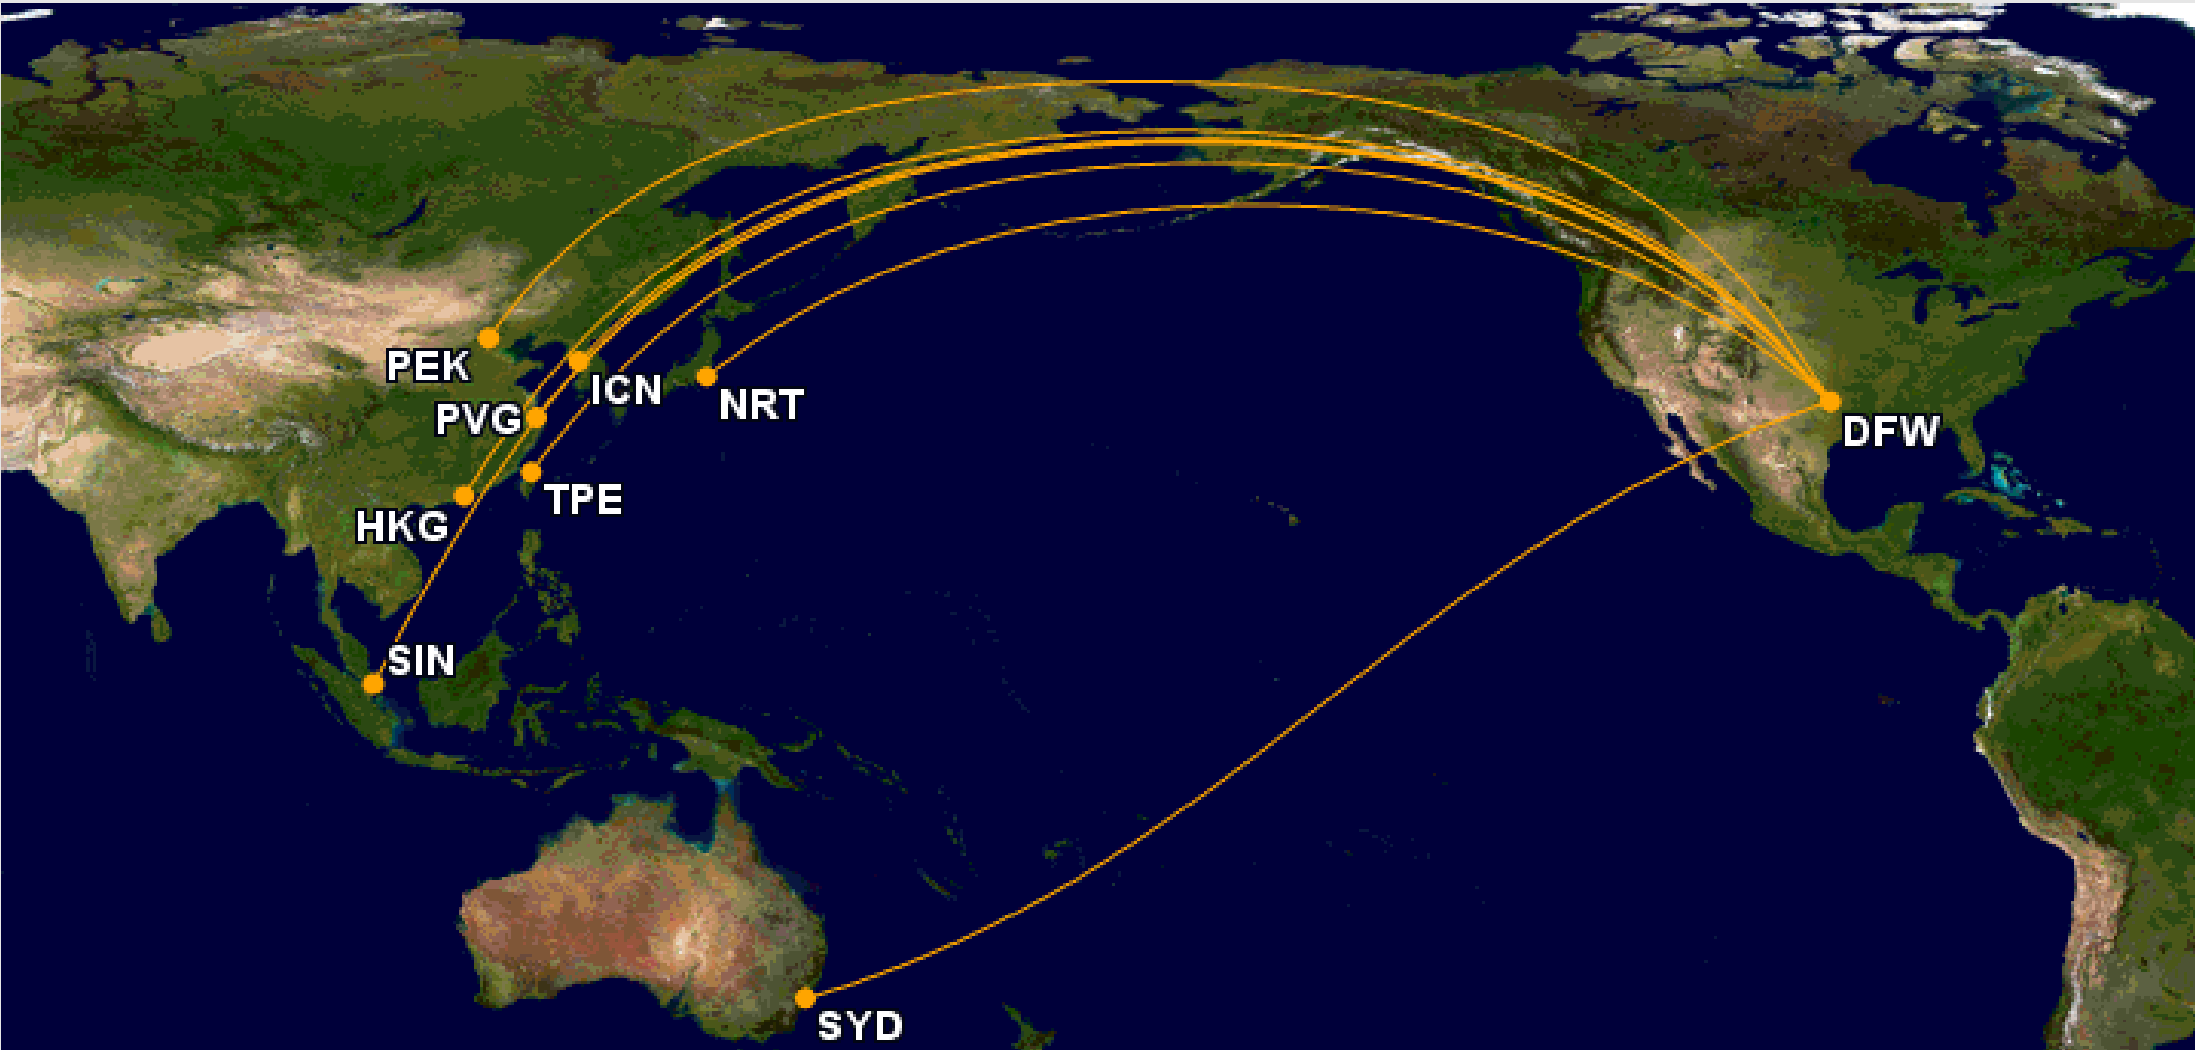 PEK
ICN
NRT
PVG
DFW
TPE
HKG
SIN
SYD